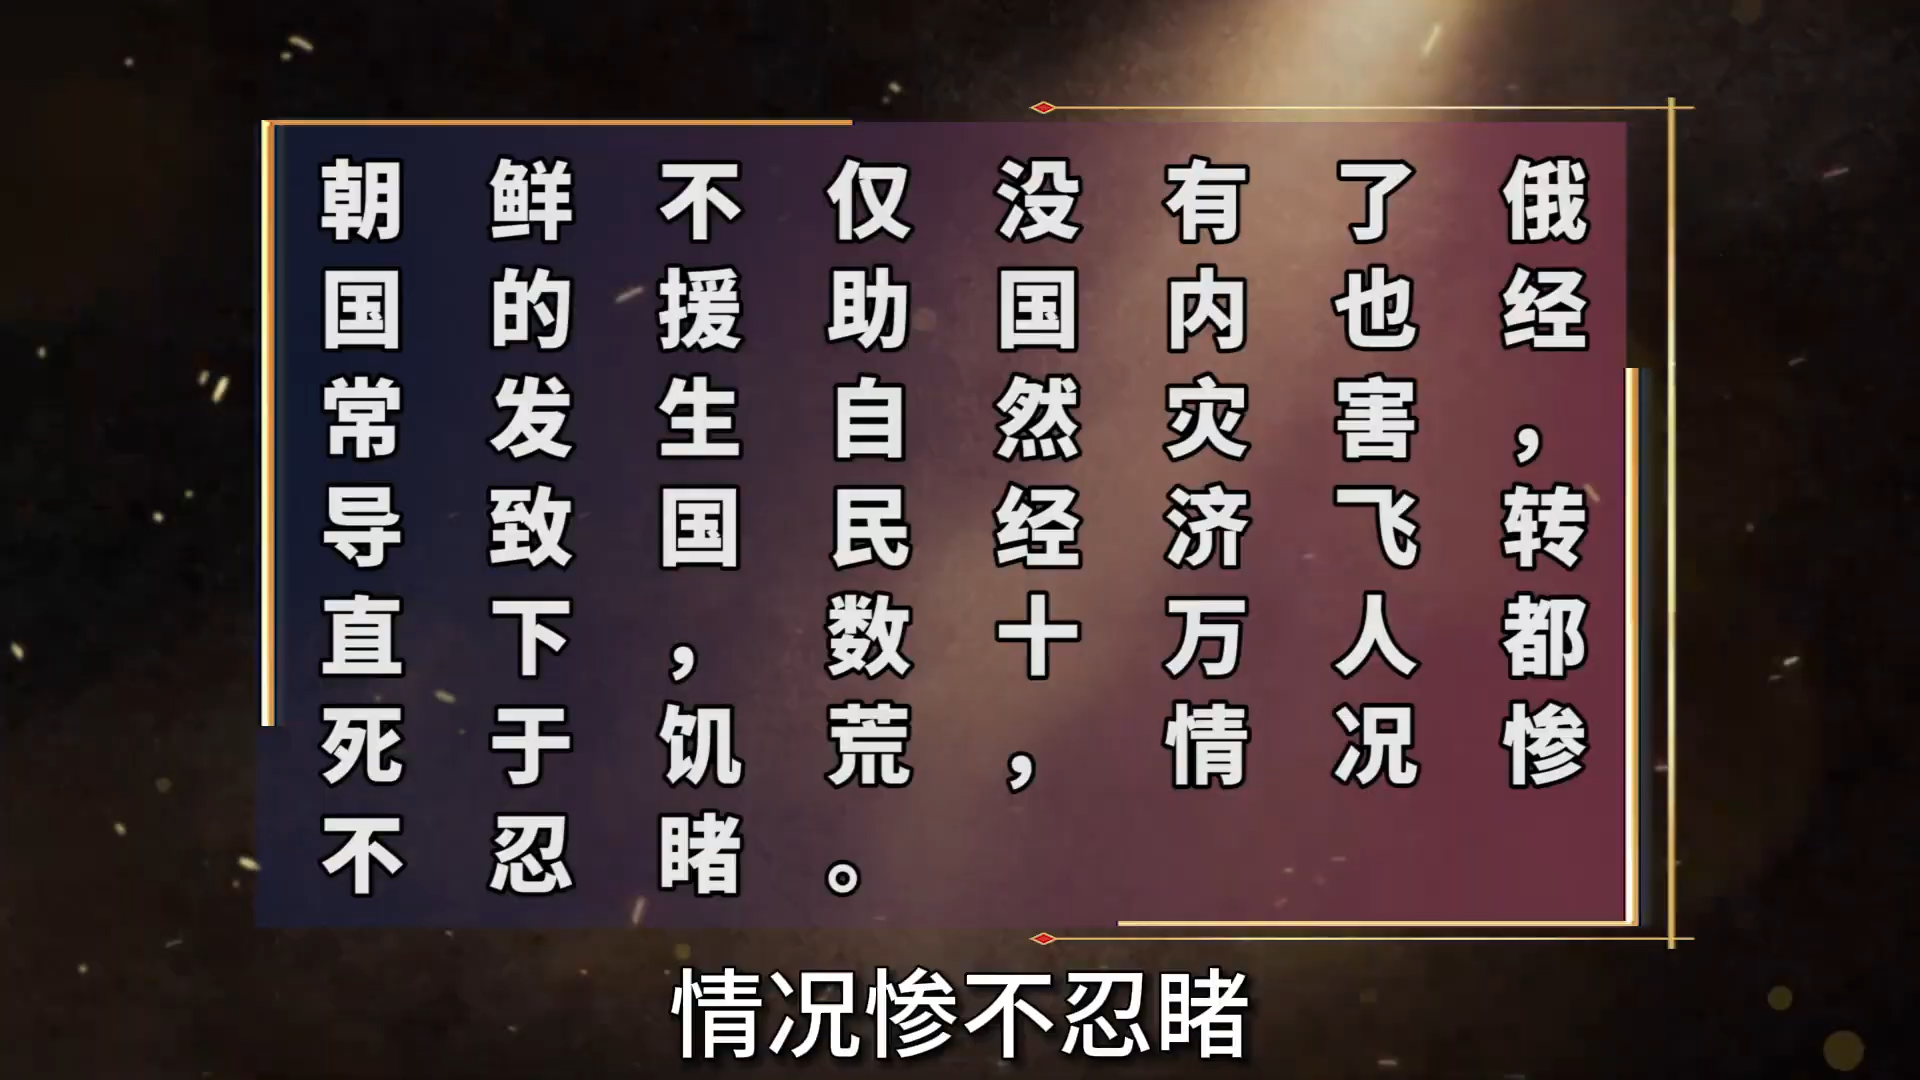 朝鲜不仅没有了俄
国的援助国内也经
常发生自然灾害，
导致国民经济飞转
直下，数十万人都
死于饥荒，情况惨
不忍睹。
情况惨不忍睹